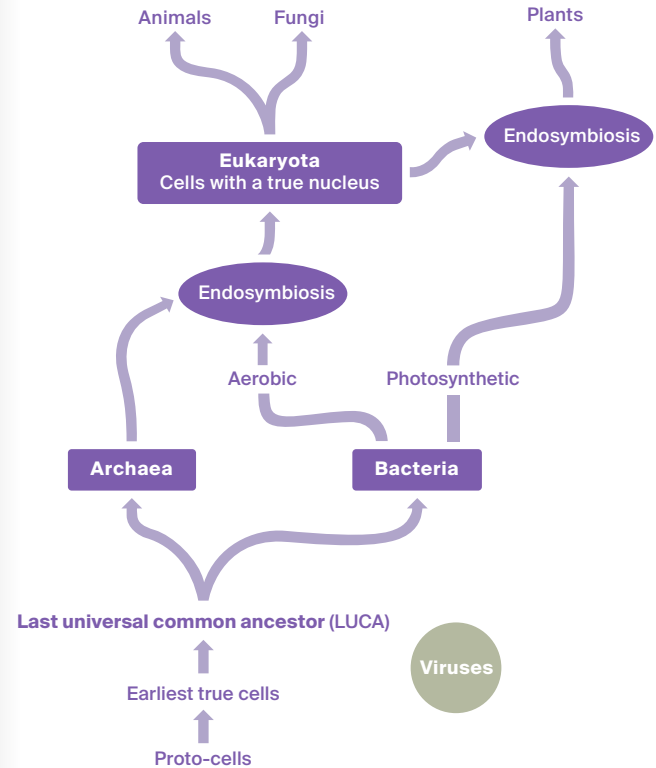 Animals
Fungi
Plants
Endosymbiosis
Eukaryota
Cells with a true nucleus
Endosymbiosis
Aerobic
Photosynthetic
Archaea
Bacteria
Last universal common ancestor (LUCA)
Viruses
Earliest true cells
Proto-cells